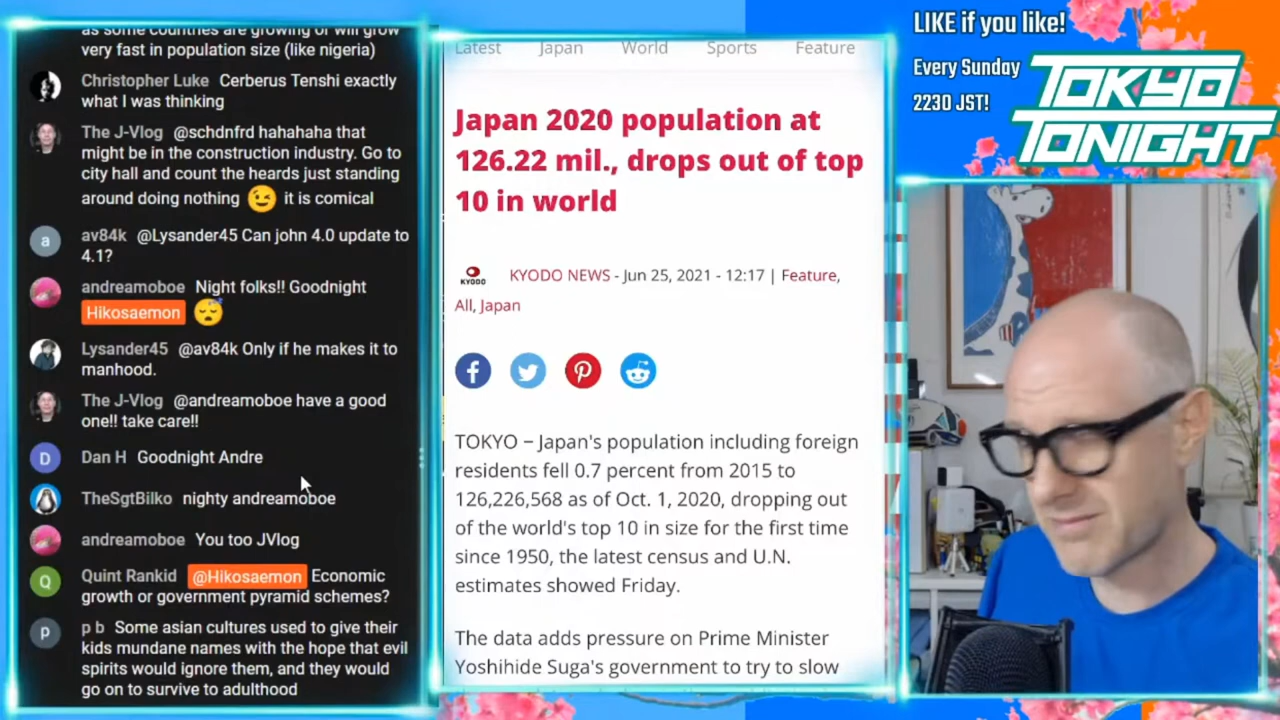 as some countries are growing or will grow
very fast in population size (like nigeria)
Christopher Luke Cerberus Tenshi exactly
what I was thinking
The J-Vlog @schdnfrd hahahaha that
might be in the construction industry. Go to
city hall and count the heards just standing
around doing nothing 😉 it is comical
a
av84k @Lysander45 Can john 4.0 update to
4.1?
andreamoboe Night folks!! Goodnight
Hikosaemon 😴
Lysander45 @av84k Only if he makes it to
manhood.
The J-Vlog @andreamoboe have a good
one!! take care!!
D
Dan H Goodnight Andre
TheSgtBilko nighty andreamoboe
andreamoboe You too JVlog
Q
Quint Rankid @Hikosaemon Economic
growth or government pyramid schemes?
p
p b Some asian cultures used to give their
kids mundane names with the hope that evil
spirits would ignore them, and they would
go on to survive to adulthood
Latest Japan World Sports Feature
Japan 2020 population at
126.22 mil., drops out of top
10 in world
KYODO
KYODO NEWS - Jun 25, 2021 - 12:17 | Feature,
All, Japan
TOKYO – Japan's population including foreign
residents fell 0.7 percent from 2015 to
126,226,568 as of Oct. 1, 2020, dropping out
of the world's top 10 in size for the first time
since 1950, the latest census and U.N.
estimates showed Friday.
The data adds pressure on Prime Minister
Yoshihide Suga's government to try to slow
LIKE if you like!
Every Sunday
2230 JST!
TOKYO
TONIGHT